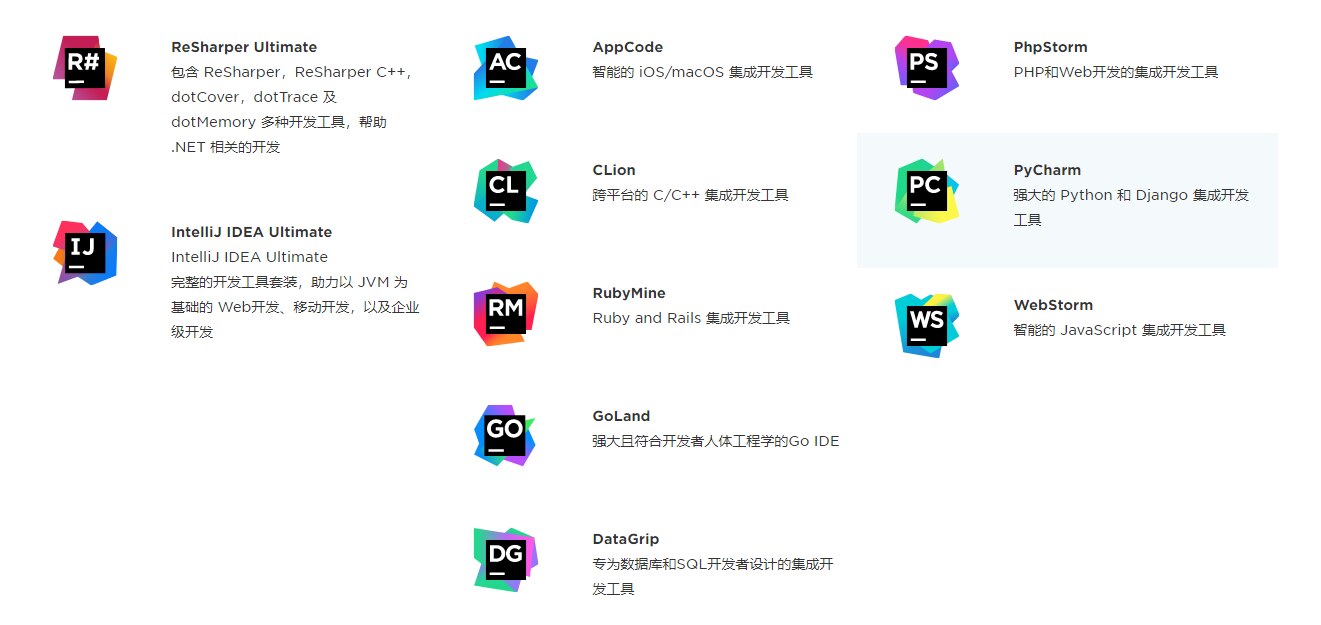 R#
ReSharper Ultimate
包含 ReSharper，ReSharper C++，
dotCover，dotTrace 及
dotMemory 多种开发工具，帮助
.NET 相关的开发
IJ
IntelliJ IDEA Ultimate
IntelliJ IDEA Ultimate
完整的开发工具套装，助力以 JVM 为
基础的 Web开发、移动开发，以及企业
级开发
AC
AppCode
智能的 iOS/macOS 集成开发工具
CL
CLion
跨平台的 C/C++ 集成开发工具
RM
RubyMine
Ruby and Rails 集成开发工具
GO
GoLand
强大且符合开发者人体工程学的Go IDE
DG
DataGrip
专为数据库和SQL开发者设计的集成开
发工具
PS
PhpStorm
PHP和Web开发的集成开发工具
PC
PyCharm
强大的 Python 和 Django 集成开发
工具
WS
WebStorm
智能的 JavaScript 集成开发工具